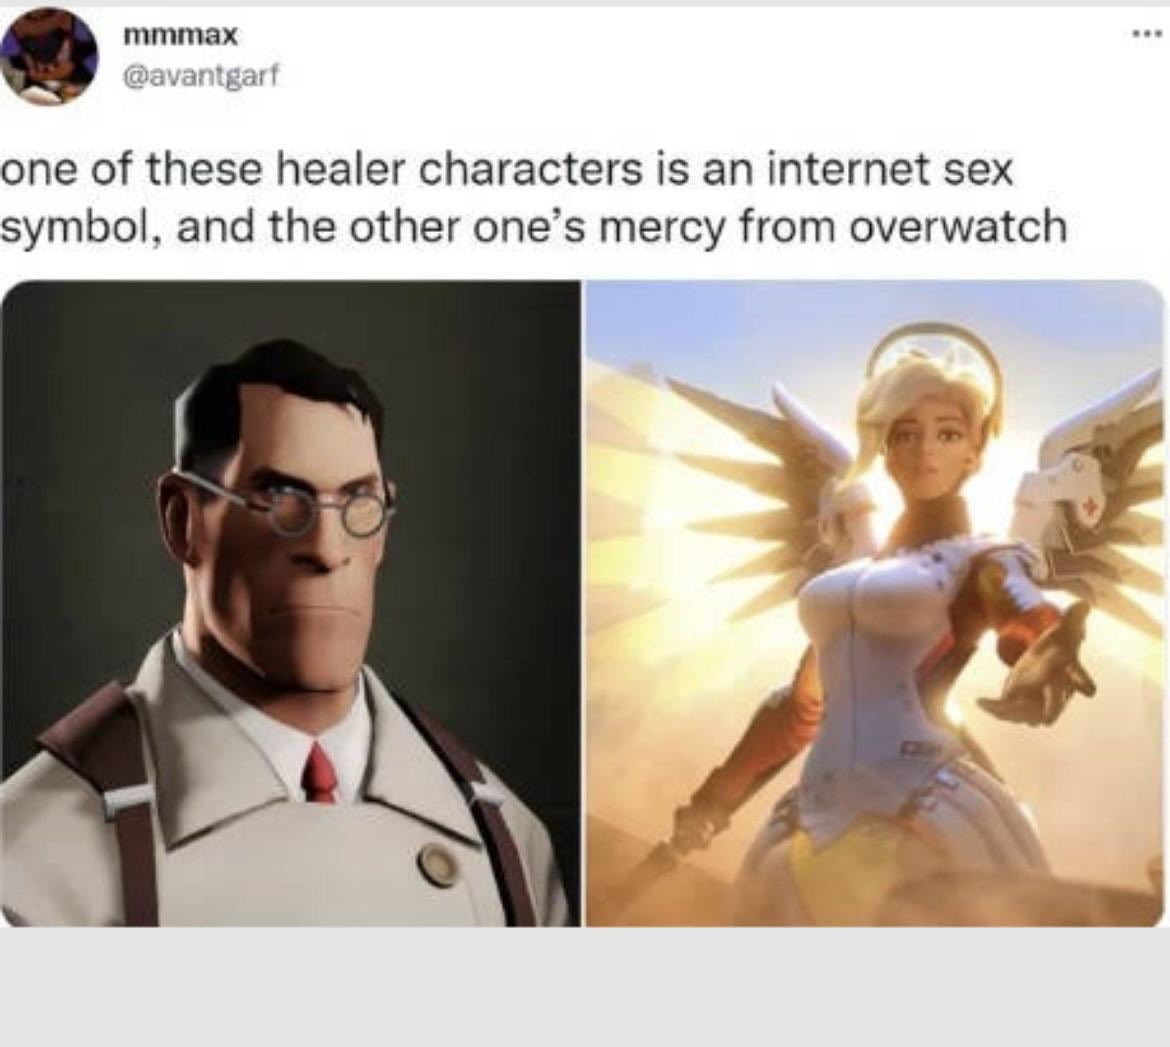 mmmax
@avantgarf
one of these healer characters is an internet sex
symbol, and the other one's mercy from overwatch